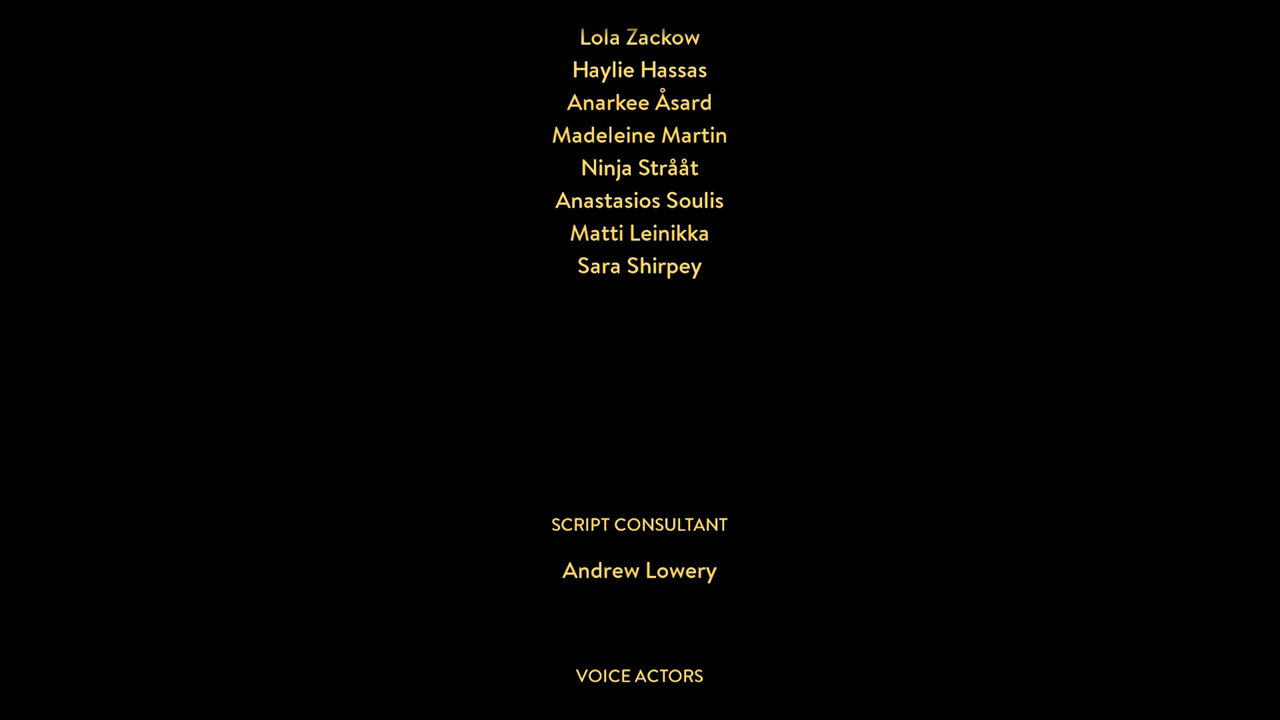 Lola Zackow
Haylie Hassas
Anarkee Åsard
Madeleine Martin
Ninja Strååt
Anastasios Soulis
Matti Leinikka
Sara Shirpey
SCRIPT CONSULTANT
Andrew Lowery
VOICE ACTORS